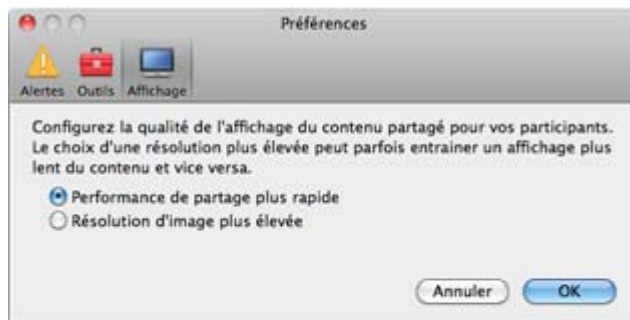 Préférences
Alertes Outils Affichage
Configurez la qualité de l'affichage du contenu partagé pour vos participants.
Le choix d'une résolution plus élevée peut parfois entrainer un affichage plus
lent du contenu et vice versa.
Performance de partage plus rapide
Résolution d'image plus élevée
Annuler OK